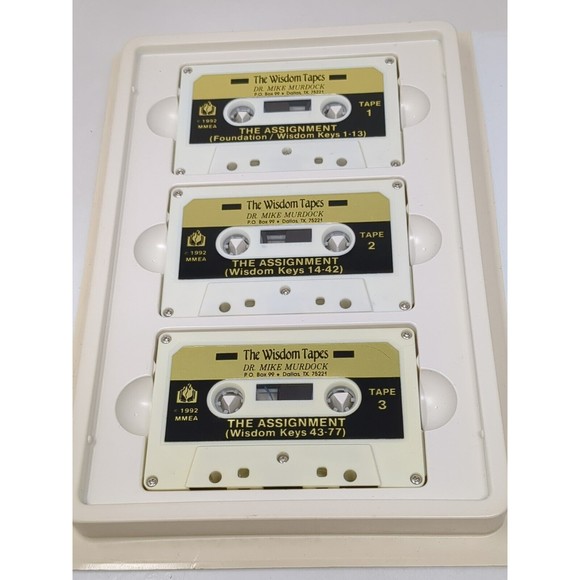 The Wisdom Tapes
DR. MIKE MURDOCK
P.O. Box 99 • Dallas, TX 75221
TAPE
1
© 1992
MMEA
THE ASSIGNMENT
(Foundation / Wisdom Keys 1-13)
The Wisdom Tapes
DR. MIKE MURDOCK
P.O. Box 99 • Dallas, TX 75221
TAPE
2
© 1992
MMEA
THE ASSIGNMENT
(Wisdom Keys 14-42)
The Wisdom Tapes
DR. MIKE MURDOCK
P.O. Box 99 • Dallas, TX 75221
TAPE
3
© 1992
MMEA
THE ASSIGNMENT
(Wisdom Keys 43-77)